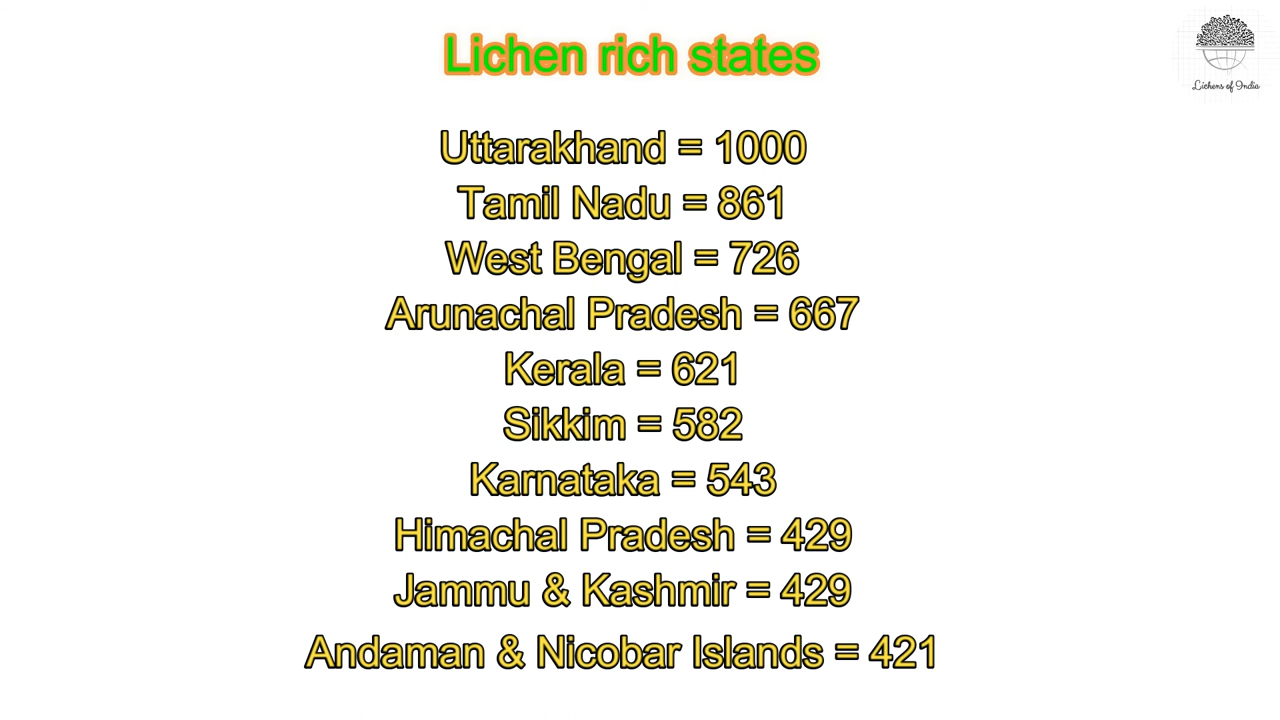 Lichen rich states
Lichens of India
Uttarakhand = 1000
Tamil Nadu = 861
West Bengal = 726
Arunachal Pradesh = 667
Kerala = 621
Sikkim = 582
Karnataka = 543
Himachal Pradesh = 429
Jammu & Kashmir = 429
Andaman & Nicobar Islands = 421